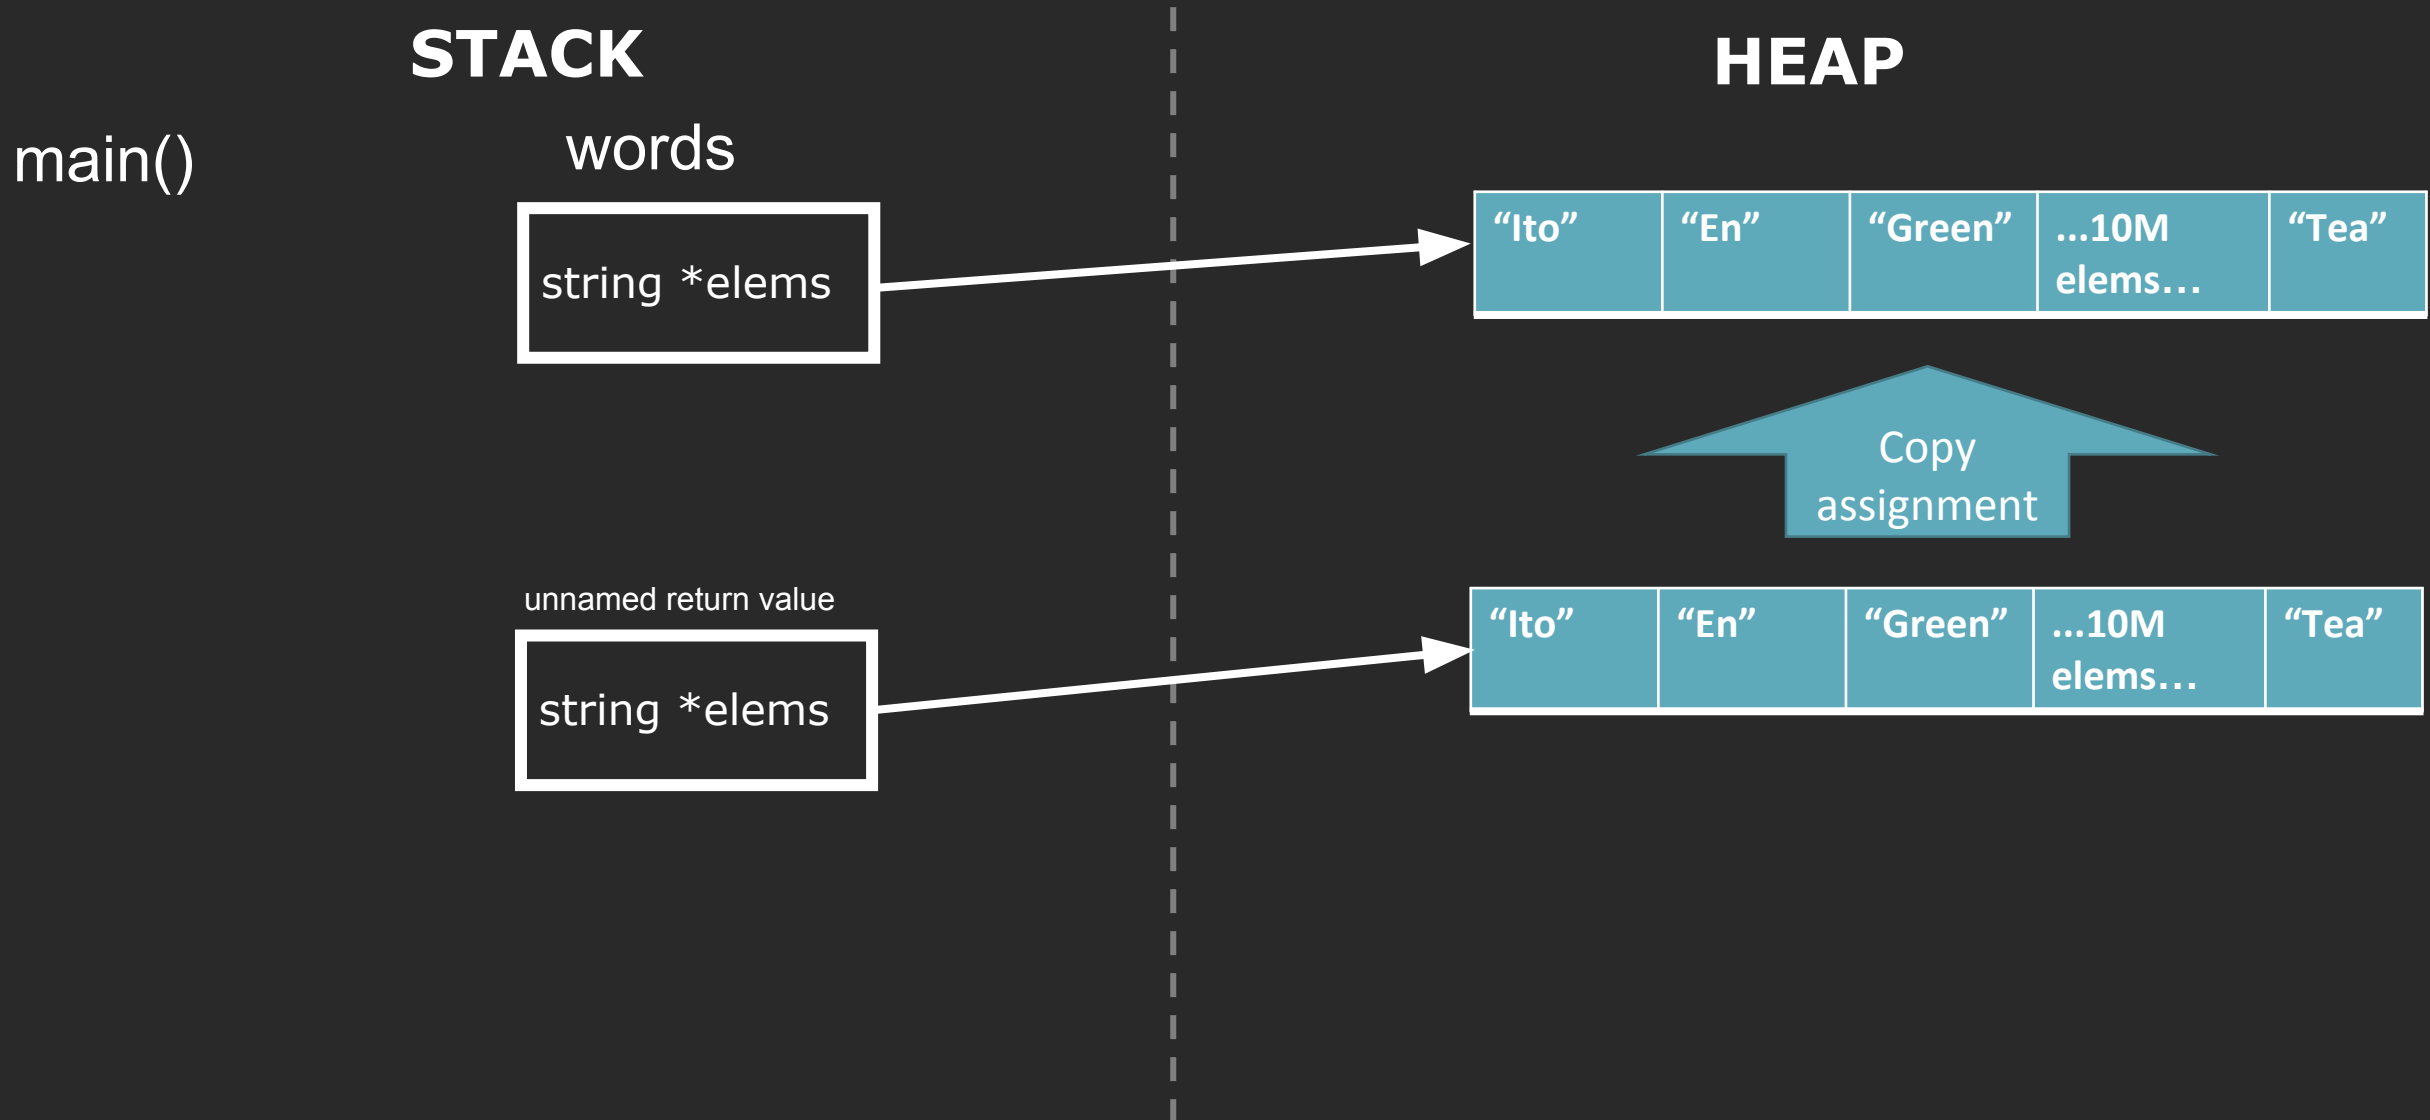 STACK
HEAP
main()
words
string *elems
“Ito” “En” “Green” ...10M “Tea”
elems...
Copy
assignment
unnamed return value
string *elems
“Ito” “En” “Green” ...10M “Tea”
elems...